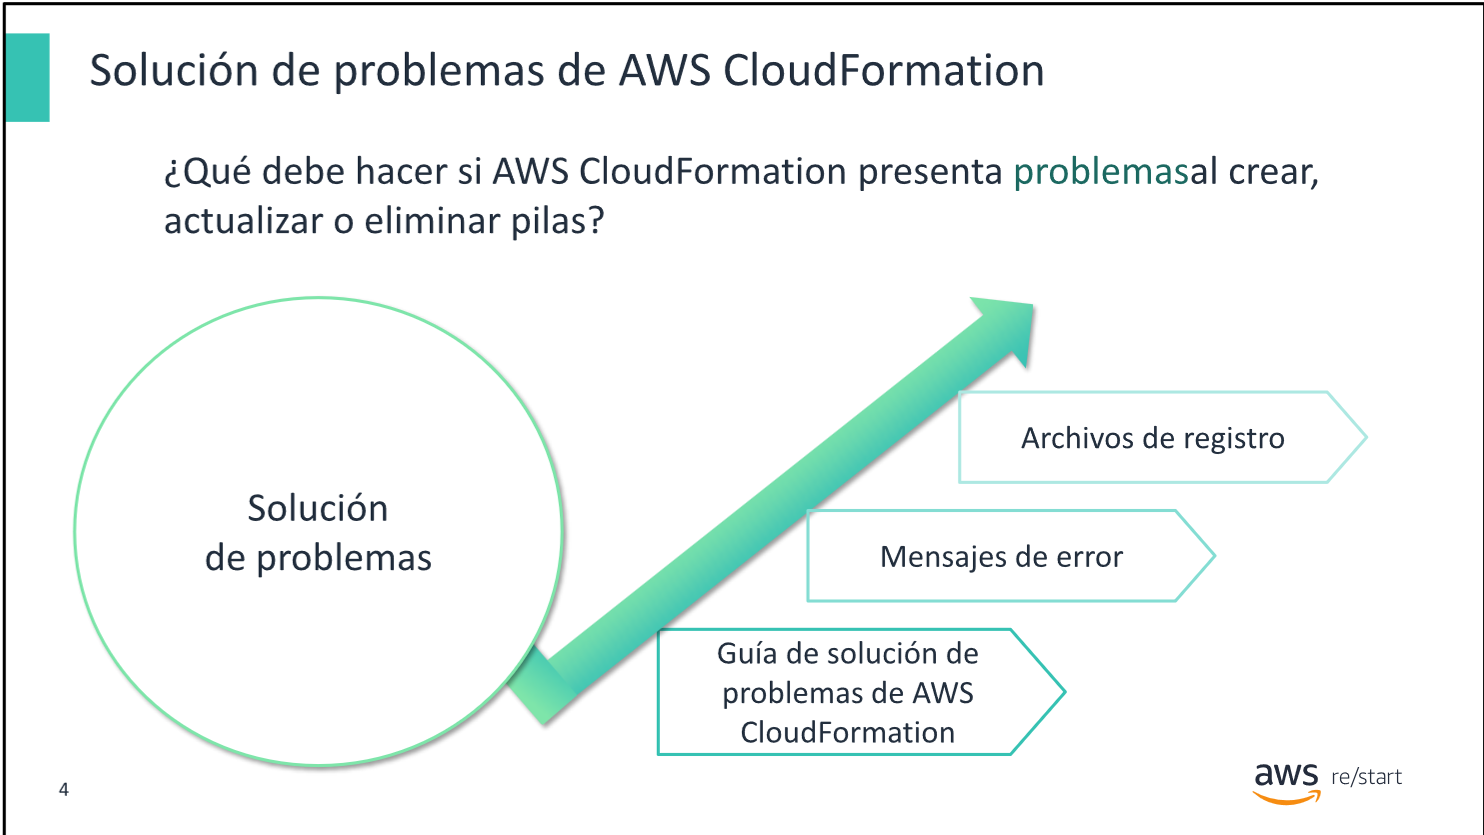 Solución de problemas de AWS CloudFormation
¿Qué debe hacer si AWS CloudFormation presenta problemasal crear,
actualizar o eliminar pilas?
Solución
de problemas
Archivos de registro
Mensajes de error
Guía de solución de
problemas de AWS
CloudFormation
4
aws re/start